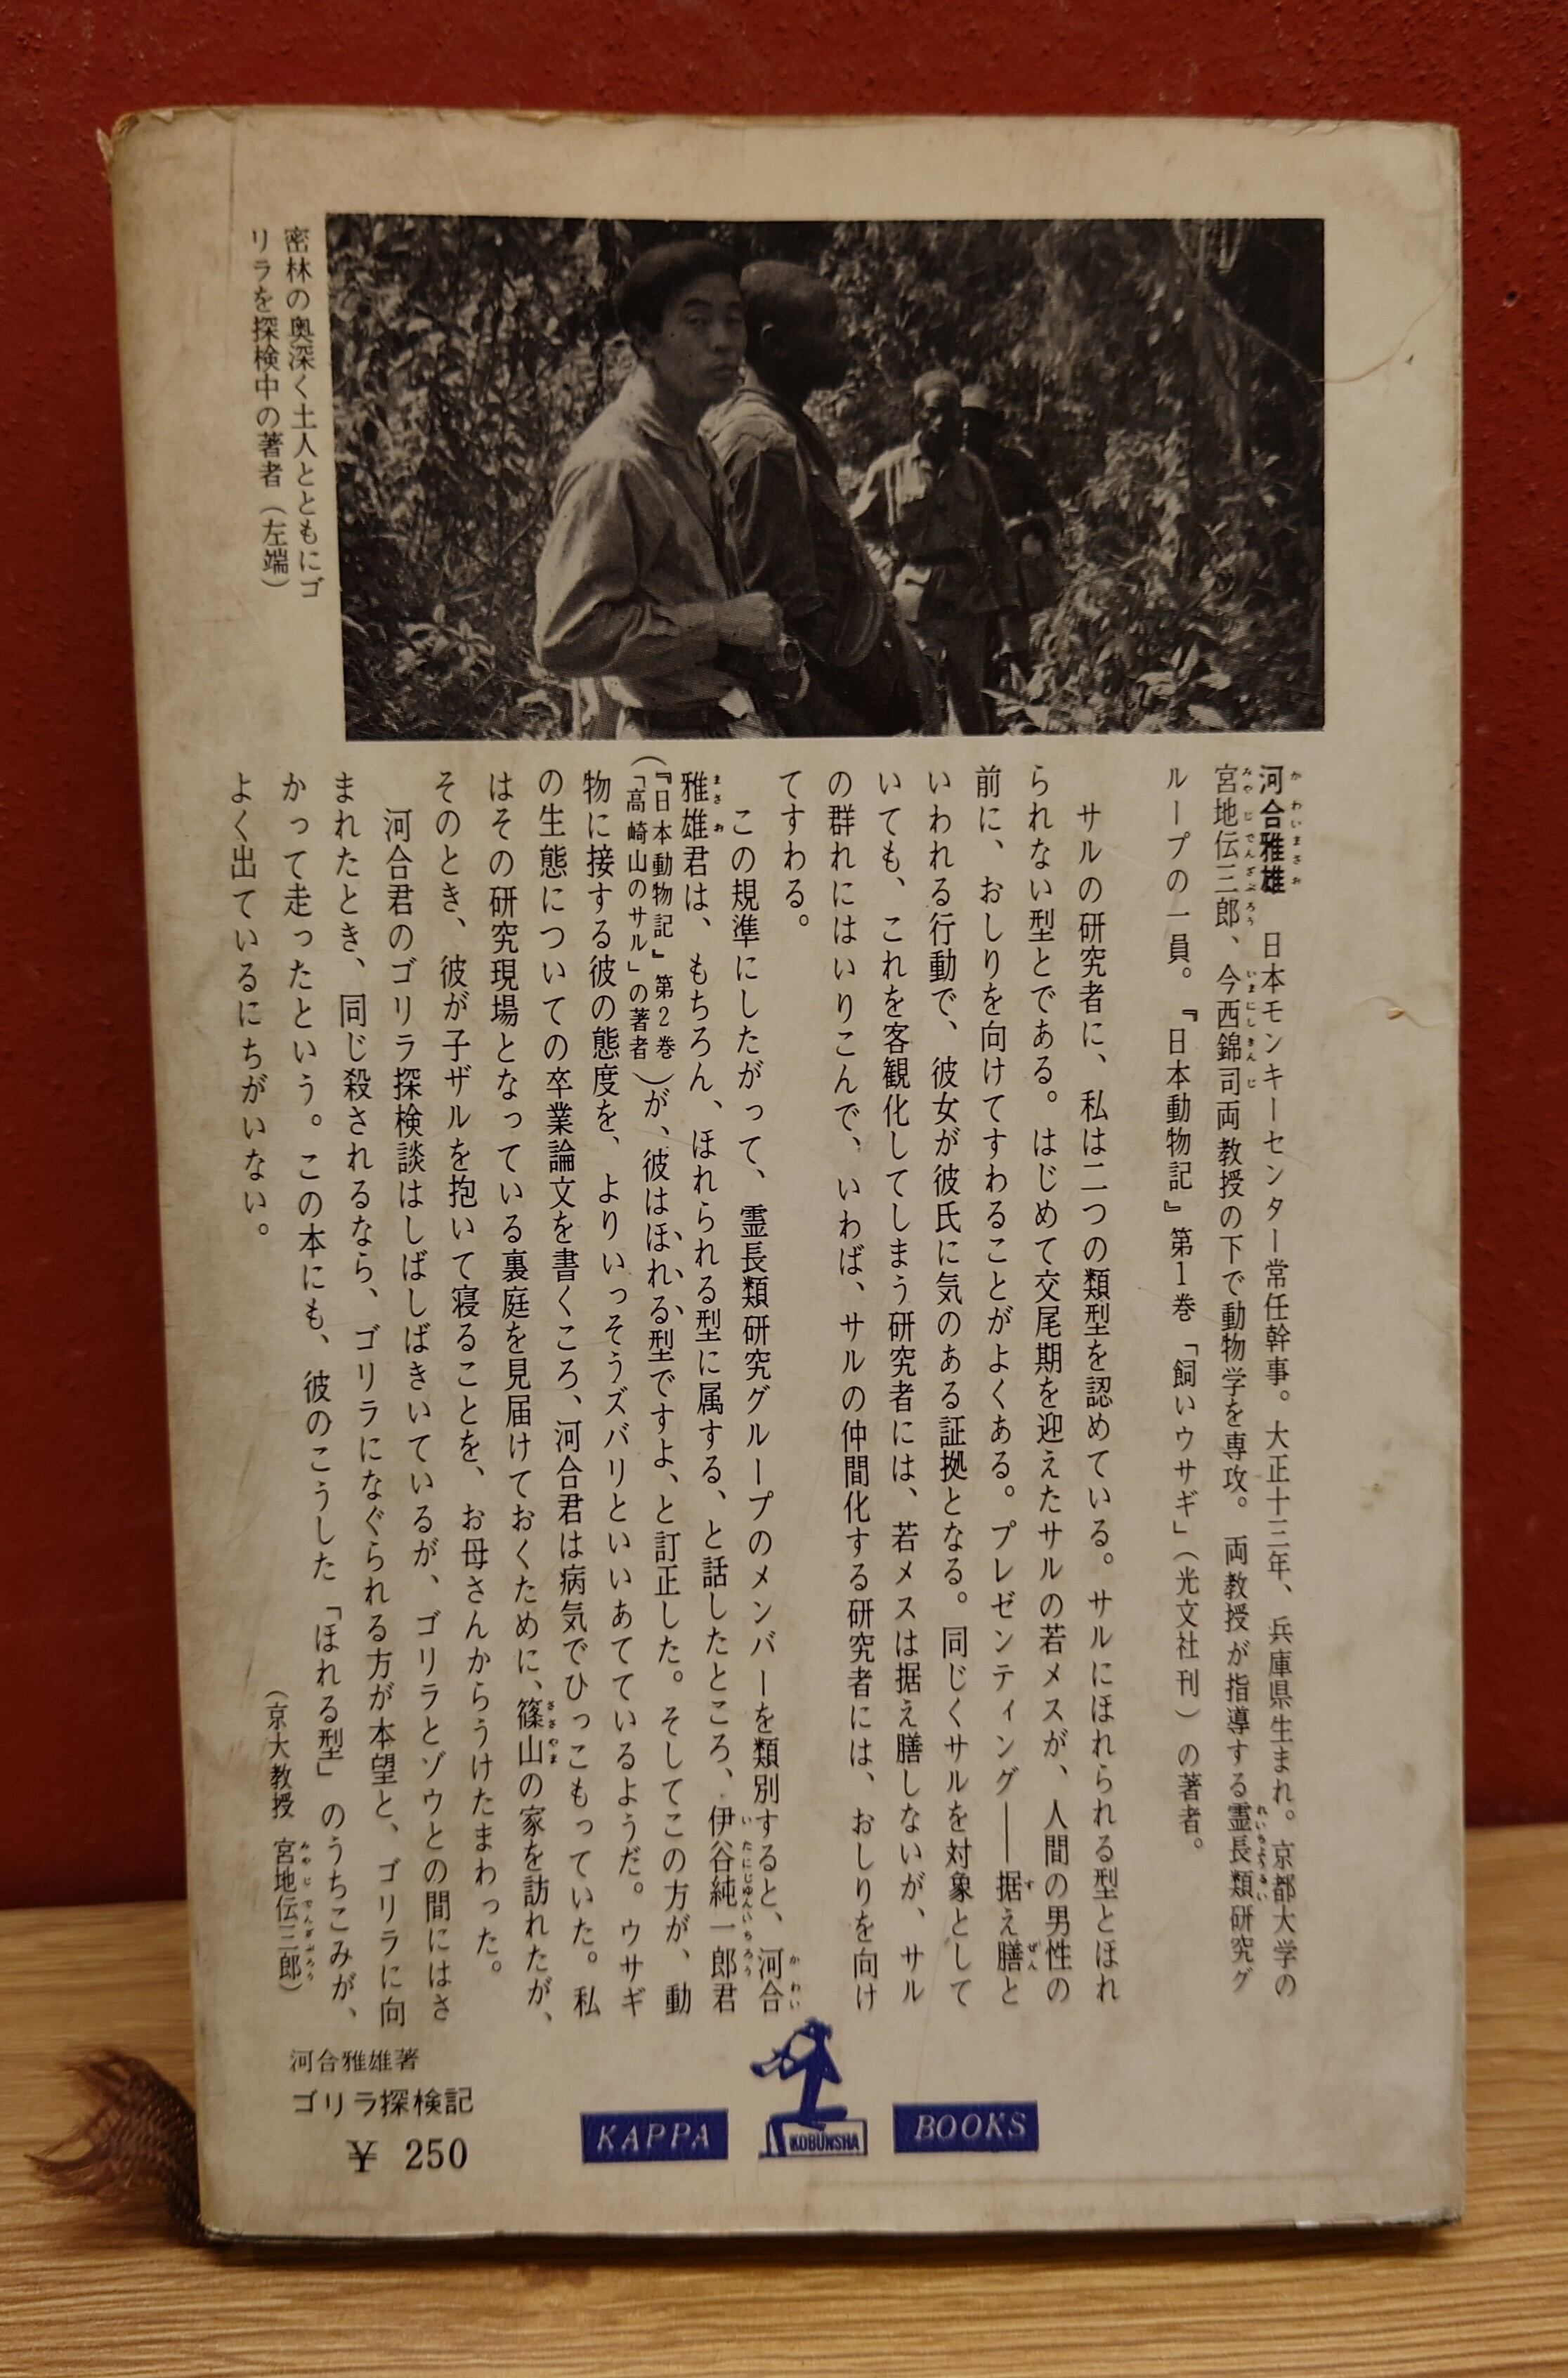 密林の奥深く土人とともにゴ
リラを探検中の著者（左端）
河合雅雄　日本モンキーセンター常任幹事。大正十三年、兵庫県生まれ。京都大学の
宮地伝三郎、今西錦司両教授の下で動物学を専攻。両教授が指導する霊長類研究グ
ループの一員。『日本動物記』第1巻「飼いウサギ」（光文社刊）の著者。
サルの研究者に、私は二つの類型を認めている。サルにほれられる型とほれ
られない型とである。はじめて交尾期を迎えたサルの若メスが、人間の男性の
前に、おしりを向けてすわることがよくある。プレゼンティング――据え膳と
いわれる行動で、彼女が彼氏に気のある証拠となる。同じくサルを対象として
いても、これを客観化してしまう研究者には、若メスは据え膳しないが、サル
の群れにはいりこんで、いわば、サルの仲間化する研究者には、おしりを向け
てすわる。
この規準にしたがって、霊長類研究グループのメンバーを類別すると、河合
雅雄君は、もちろん、ほれられる型に属する、と話したところ、伊谷純一郎君
（『日本動物記』第2巻「高崎山のサル」の著者）が、彼はほれる型ですよ、と訂正した。そしてこの方が、動
物に接する彼の態度を、よりいっそうズバリといいあてているようだ。ウサギ
の生態についての卒業論文を書くころ、河合君は病気でひっこもっていた。私
はその研究現場となっている裏庭を見届けておくために、篠山の家を訪れたが、
そのとき、彼が子ザルを抱いて寝ることを、お母さんからうけたまわった。
河合君のゴリラ探検談はしばしばきいているが、ゴリラとゾウとの間にはさ
まれたとき、同じ殺されるなら、ゴリラになぐられる方が本望と、ゴリラに向
かって走ったという。この本にも、彼のこうした「ほれる型」のうちこみが、
よく出ているにちがいない。
（京大教授　宮地伝三郎）
河合雅雄著
ゴリラ探検記
¥ 250
KAPPA
KOBUNSHA
BOOKS